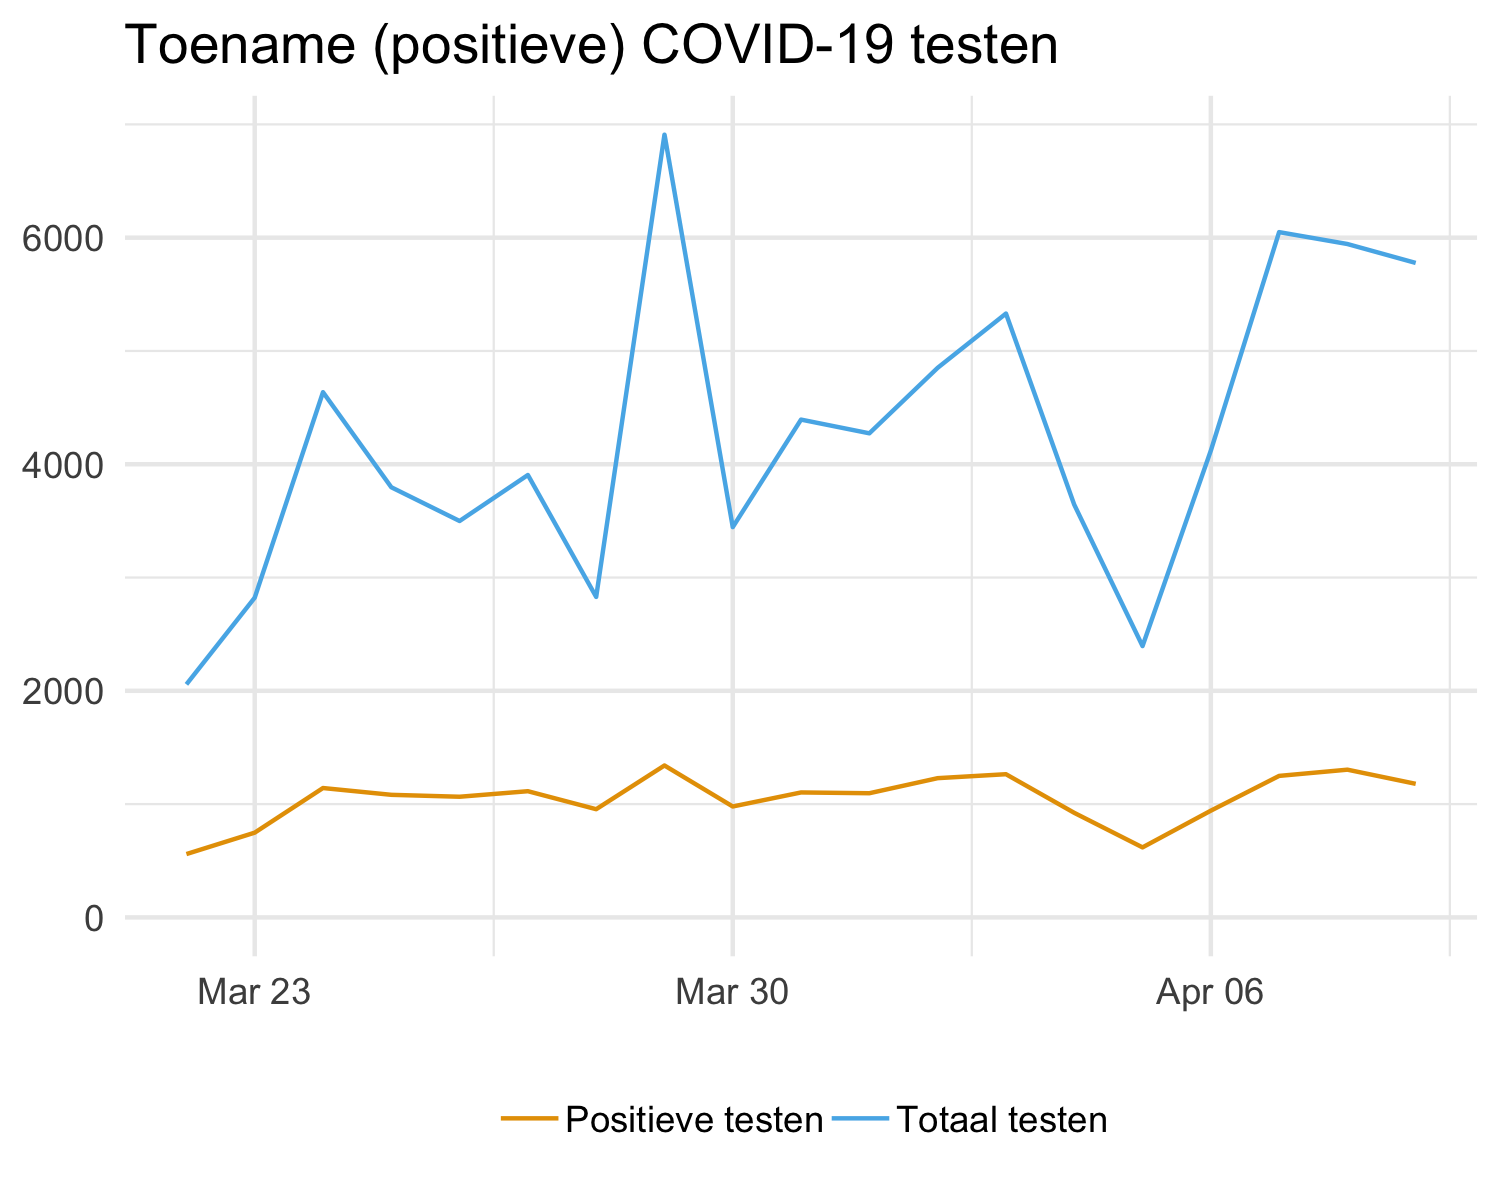 Toename (positieve) COVID-19 testen
6000
4000
2000
0
Mar 23 Mar 30 Apr 06
Positieve testen Totaal testen